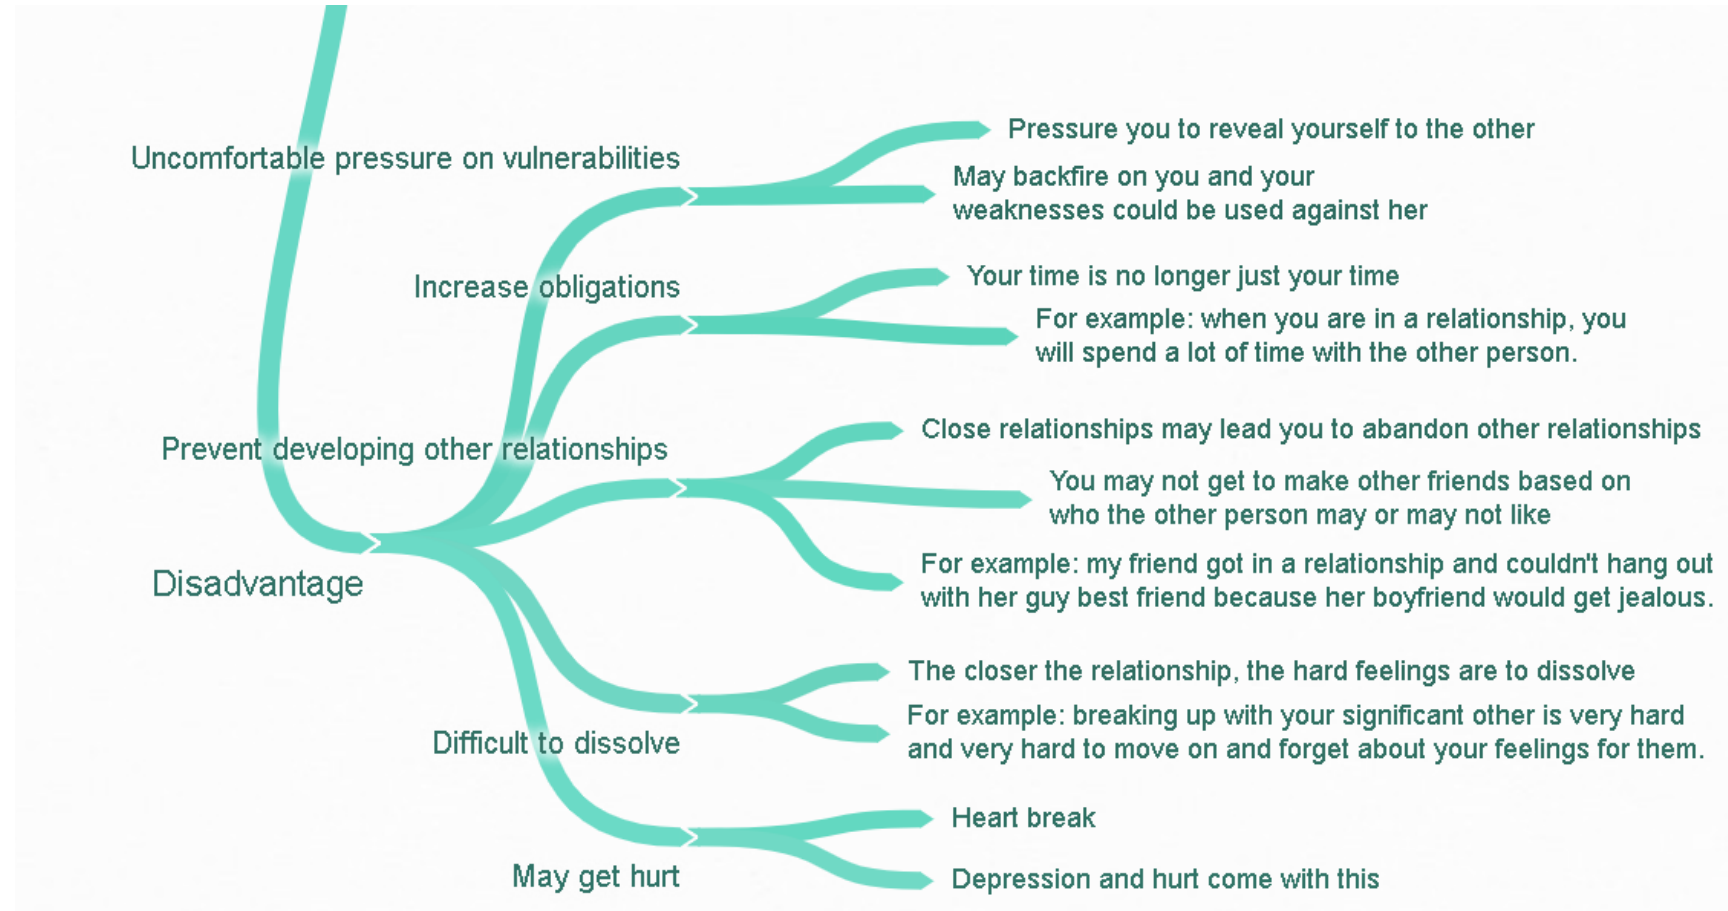 Uncomfortable pressure on vulnerabilities
Pressure you to reveal yourself to the other
May backfire on you and your
weaknesses could be used against her
Increase obligations
Your time is no longer just your time
For example: when you are in a relationship, you
will spend a lot of time with the other person.
Prevent developing other relationships
Close relationships may lead you to abandon other relationships
You may not get to make other friends based on
who the other person may or may not like
For example: my friend got in a relationship and couldn't hang out
with her guy best friend because her boyfriend would get jealous.
Disadvantage
Difficult to dissolve
The closer the relationship, the hard feelings are to dissolve
For example: breaking up with your significant other is very hard
and very hard to move on and forget about your feelings for them.
May get hurt
Heart break
Depression and hurt come with this